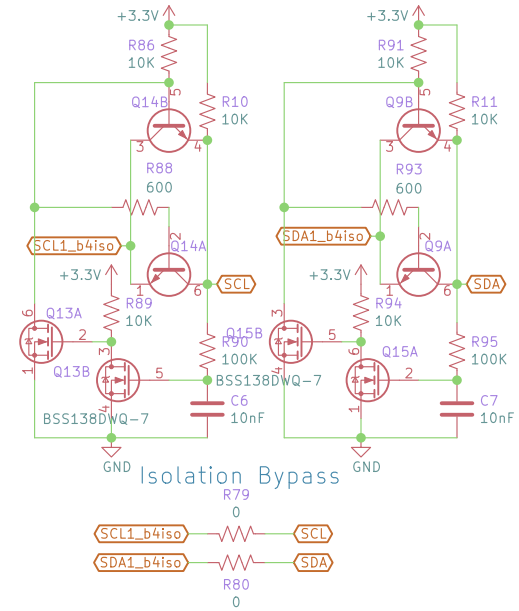 +3.3V
+3.3V
R86
10K
R91
10K
5
5
Q14B
R10
10K
Q9B
R11
10K
3
4
3
4
R88
600
R93
600
2
2
SCL1_b4iso
Q14A
SDA1_b4iso
Q9A
+3.3V
+3.3V
1
6
SCL
1
6
SDA
R89
10K
R94
10K
6
Q13A
3
Q15B
2
R90
100K
5
R95
100K
1
3
4
6
Q13B
Q15A
5
BSS138DWQ-7
2
4
1
BSS138DWQ-7
C6
10nF
C7
10nF
GND
GND
Isolation Bypass
R79
0
SCL1_b4iso
SCL
SDA1_b4iso
SDA
R80
0